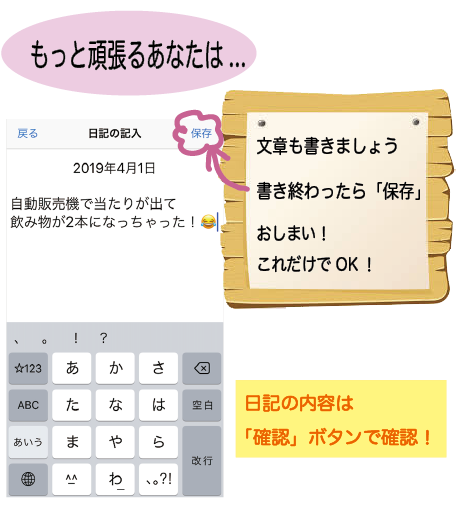 もっと頑張るあなたは...
戻る 日記の記入 保存
2019年4月1日
自動販売機で当たりが出て
飲み物が2本になっちゃった！😂
文章も書きましょう
書き終わったら「保存」
おしまい！
これだけで OK ！
、 。 ！ ？
☆123 あ か さ
ABC た な は 空白
あいう ま や ら
^^ わ 、。?! 改行
日記の内容は
「確認」ボタンで確認！